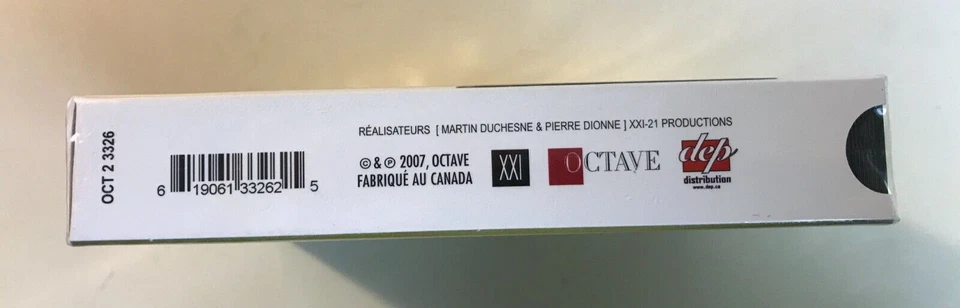 OCT 2 3326
6 19061 33262 5
RÉALISATEURS [ MARTIN DUCHESNE & PIERRE DIONNE ] XXI-21 PRODUCTIONS
© & ℗ 2007, OCTAVE
FABRIQUÉ AU CANADA
XXI
OCTAVE
dep
distribution
www.dep.ca